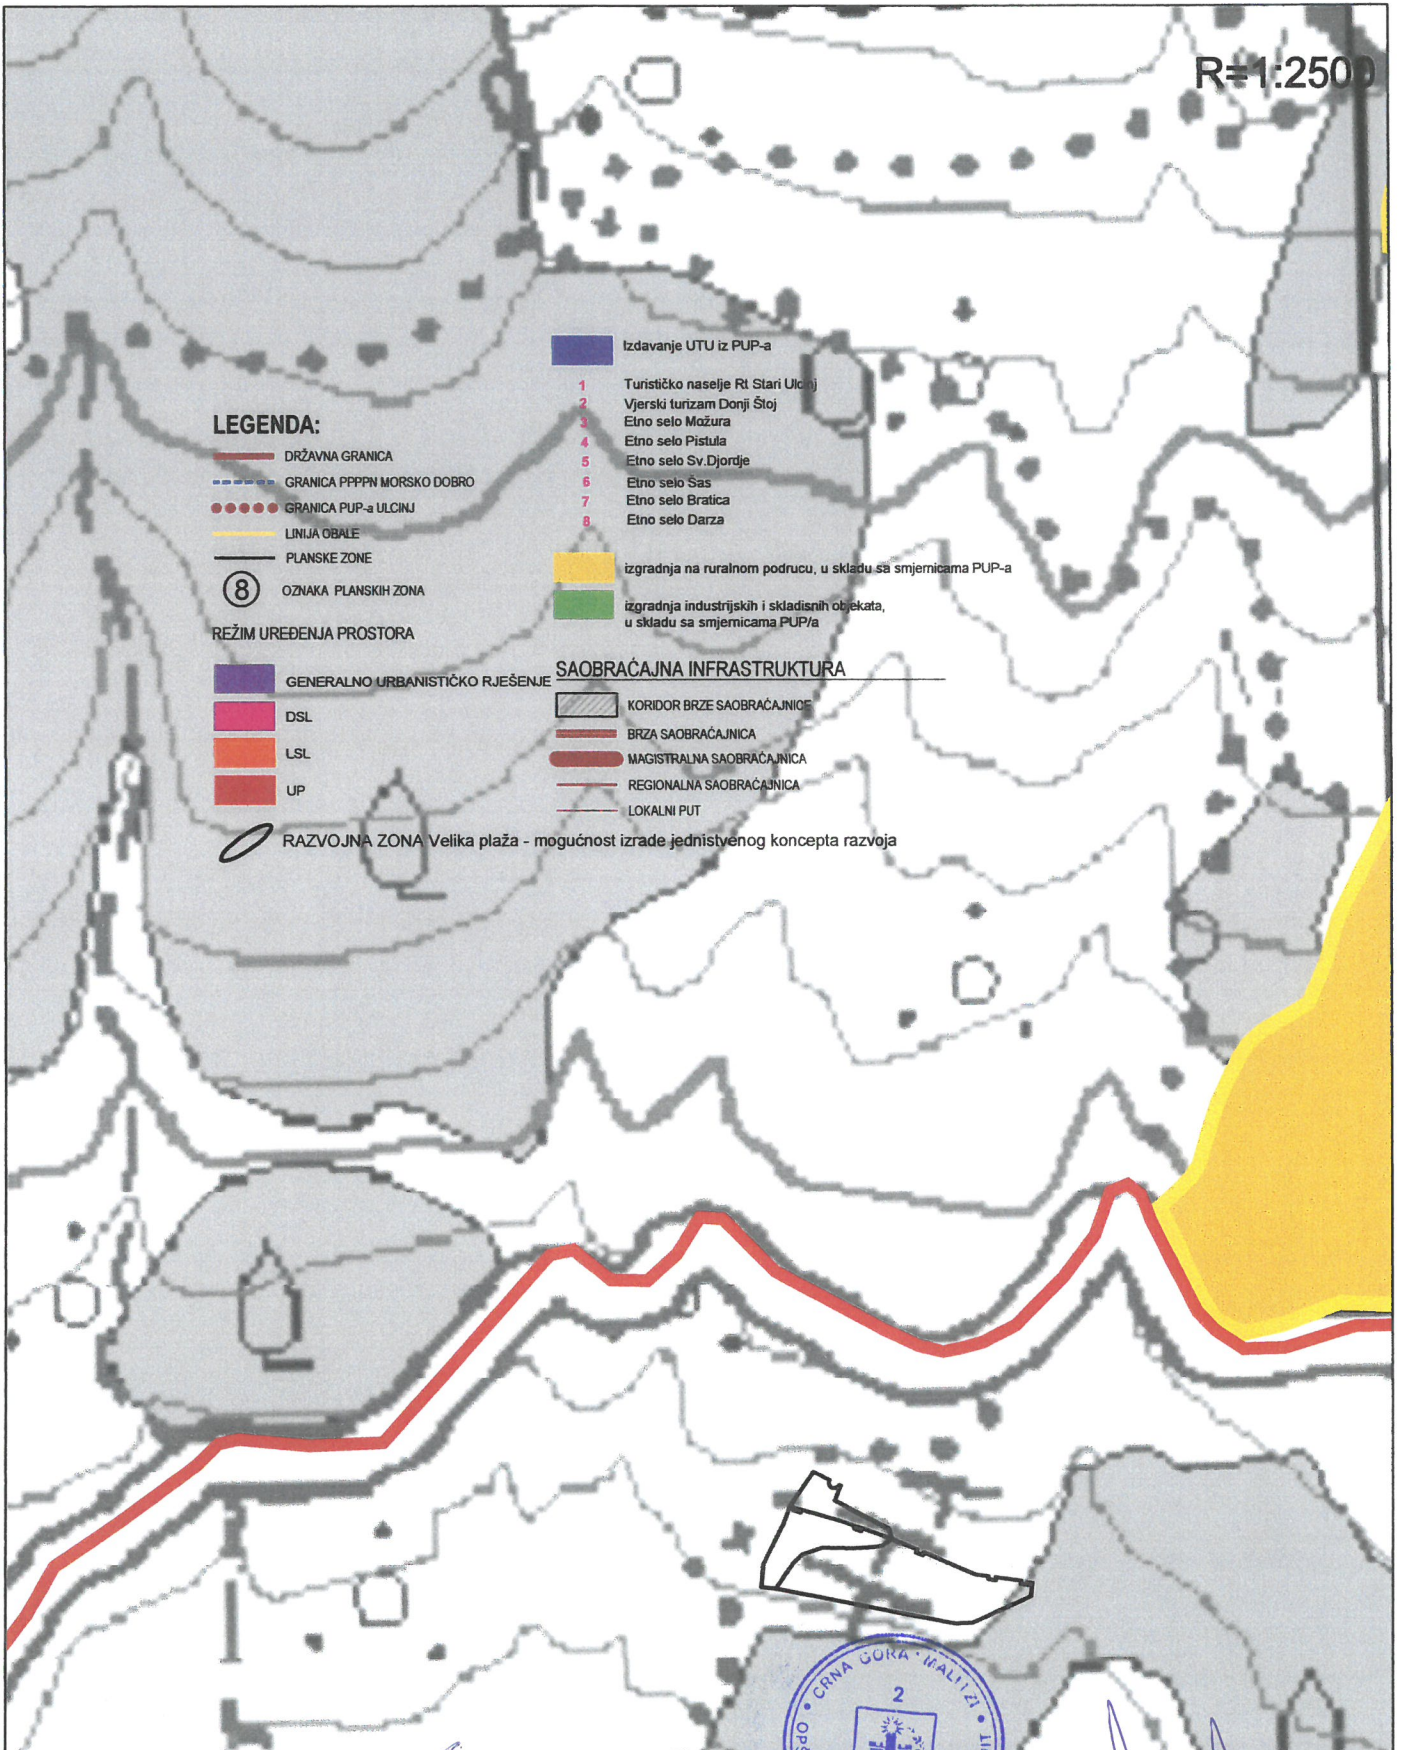 R=1:2500
LEGENDA:
DRŽAVNA GRANICA
GRANICA PPPPN MORSKO DOBRO
GRANICA PUP-a ULCINJ
LINIJA OBALE
PLANSKE ZONE
8 OZNAKA PLANSKIH ZONA
REŽIM UREĐENJA PROSTORA
GENERALNO URBANISTIČKO RJEŠENJE
DSL
LSL
UP
RAZVOJNA ZONA Velika plaža - mogućnost izrade jednistvenog koncepta razvoja
Izdavanje UTU iz PUP-a
1 Turističko naselje Rt Stari Ulcinj
2 Vjerski turizam Donji Štoj
3 Etno selo Možura
4 Etno selo Pistula
5 Etno selo Sv.Djordje
6 Etno selo Šas
7 Etno selo Bratica
8 Etno selo Darza
izgradnja na ruralnom podrucu, u skladu sa smjernicama PUP-a
izgradnja industrijskih i skladisnih objekata,
u skladu sa smjernicama PUP/a
SAOBRAĆAJNA INFRASTRUKTURA
KORIDOR BRZE SAOBRAĆAJNICE
BRZA SAOBRAĆAJNICA
MAGISTRALNA SAOBRAĆAJNICA
REGIONALNA SAOBRAĆAJNICA
LOKALNI PUT
CRNA GORA · MALI I ZI
2